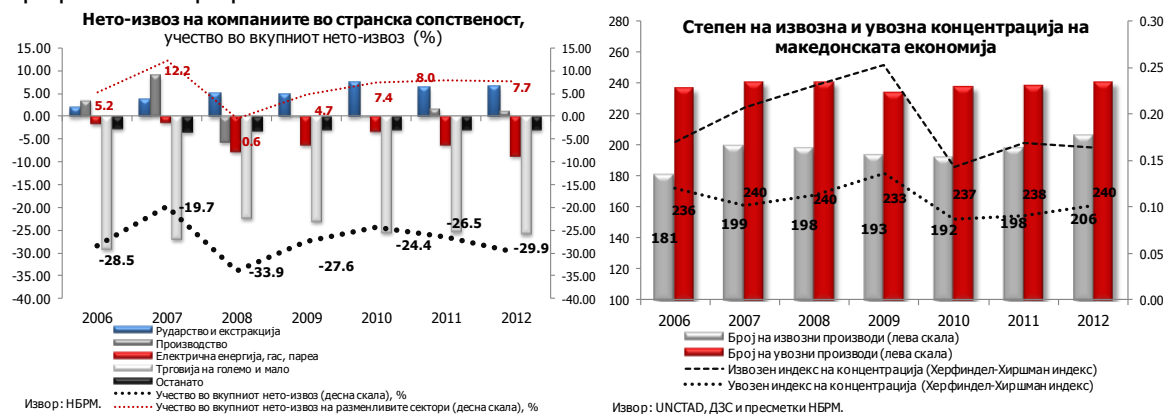 Нето-извоз на компаниите во странска сопственост,
учество во вкупниот нето-извоз (%)
15.00
10.00
5.00
0.00
-5.00
-10.00
-15.00
-20.00
-25.00
-30.00
-35.00
-40.00
15.00
10.00
5.00
0.00
-5.00
-10.00
-15.00
-20.00
-25.00
-30.00
-35.00
-40.00
5.2
12.2
0.6
4.7
7.4
8.0
7.7
-28.5
-19.7
-33.9
-27.6
-24.4
-26.5
-29.9
2006 2007 2008 2009 2010 2011 2012
Рударство и екстракција
Производство
Електрична енергија, гас, пареа
Трговија на големо и мало
Останато
Учество во вкупниот нето-извоз (десна скала), %
Учество во вкупниот нето-извоз на разменливите сектори (десна скала), %
Извор: НБРМ.
Степен на извозна и увозна концентрација на
македонската економија
280
260
240
220
200
180
160
140
120
100
0.30
0.25
0.20
0.15
0.10
0.05
0.00
181 199 198 193 192 198 206
236 240 240 233 237 238 240
2006 2007 2008 2009 2010 2011 2012
Број на извозни производи (лева скала)
Број на увозни производи (лева скала)
Извозен индекс на концентрација (Херфиндел-Хиршман индекс)
Увозен индекс на концентрација (Херфиндел-Хиршман индекс)
Извор: UNCTAD, ДЗС и пресметки НБРМ.